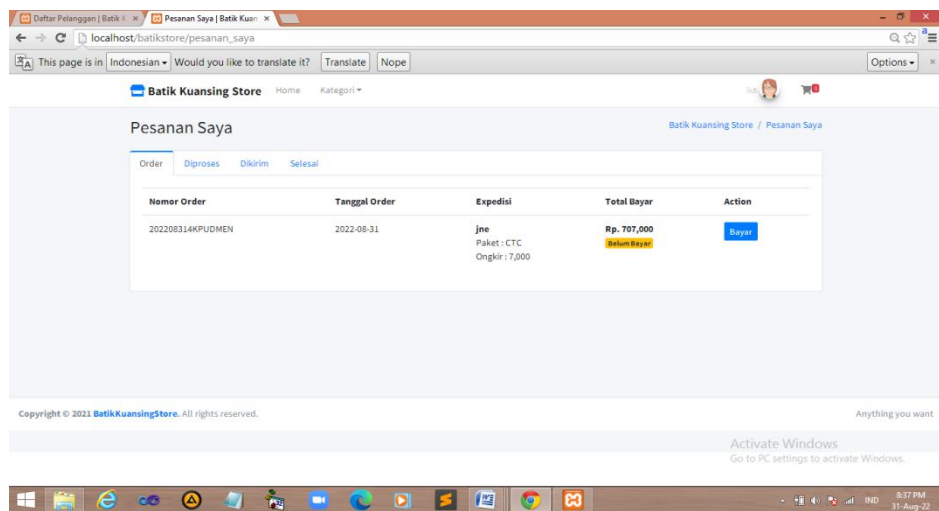 Daftar Pelanggan | Batik K
Pesanan Saya | Batik Kuan
localhost/batikstore/pesanan_saya
This page is in Indonesian Would you like to translate it? Translate Nope Options
Batik Kuansing Store Home Kategori
Pesanan Saya
Batik Kuansing Store / Pesanan Saya
Order Diproses Dikirim Selesai
Nomor Order Tanggal Order Expedisi Total Bayar Action
202208314KPUDMEN 2022-08-31 jne Rp. 707,000 Bayar
Paket : CTC Belum Bayar
Ongkir : 7,000
Copyright © 2021 BatikKuansingStore. All rights reserved. Anything you want
Activate Windows
Go to PC settings to activate Windows.
IND 8:37 PM
31-Aug-22